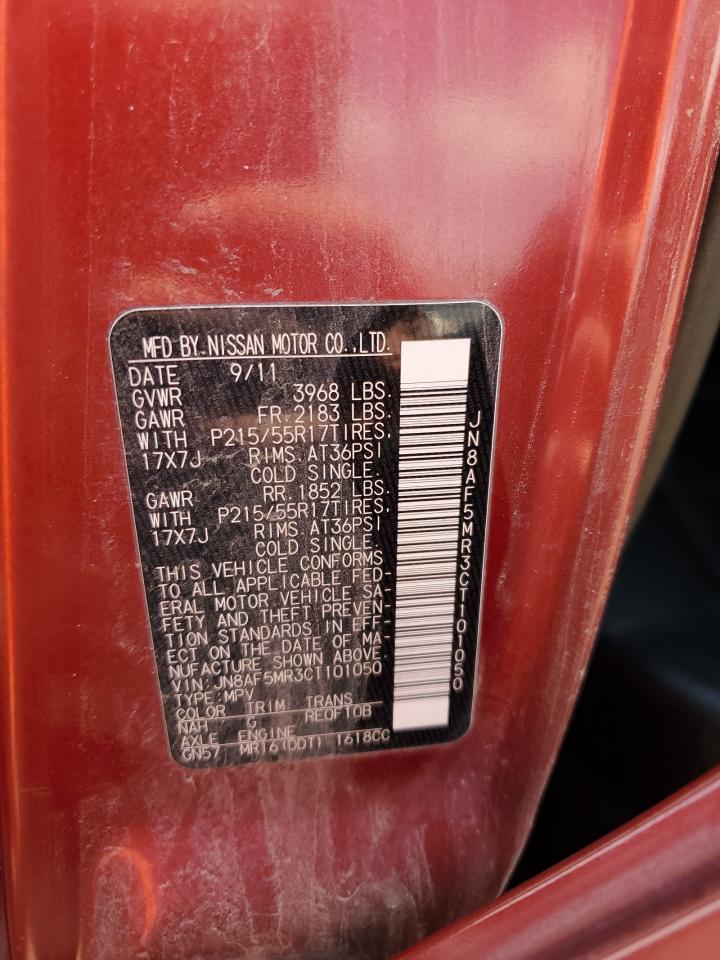 MFD BY NISSAN MOTOR CO.,LTD.
DATE 9/11
GVWR 3968 LBS.
GAWR FR. 2183 LBS.
WITH P215/55R17TIRES,
17X7J RIMS. AT36PSI
COLD SINGLE.
GAWR RR. 1852 LBS.
WITH P215/55R17TIRES,
17X7J RIMS AT36PSI
COLD SINGLE.
THIS VEHICLE CONFORMS
TO ALL APPLICABLE FED-
ERAL MOTOR VEHICLE SA-
FETY AND THEFT PREVEN-
TION STANDARDS IN EFF-
ECT ON THE DATE OF MA-
NUFACTURE SHOWN ABOVE.
VIN: JN8AF5MR3CT101050
TYPE: MPV
COLOR TRIM TRANS
NAH G RE0F10B
AXLE ENGINE
GN57 MR16(DDT) 1618CC
JN8AF5MR3CT101050